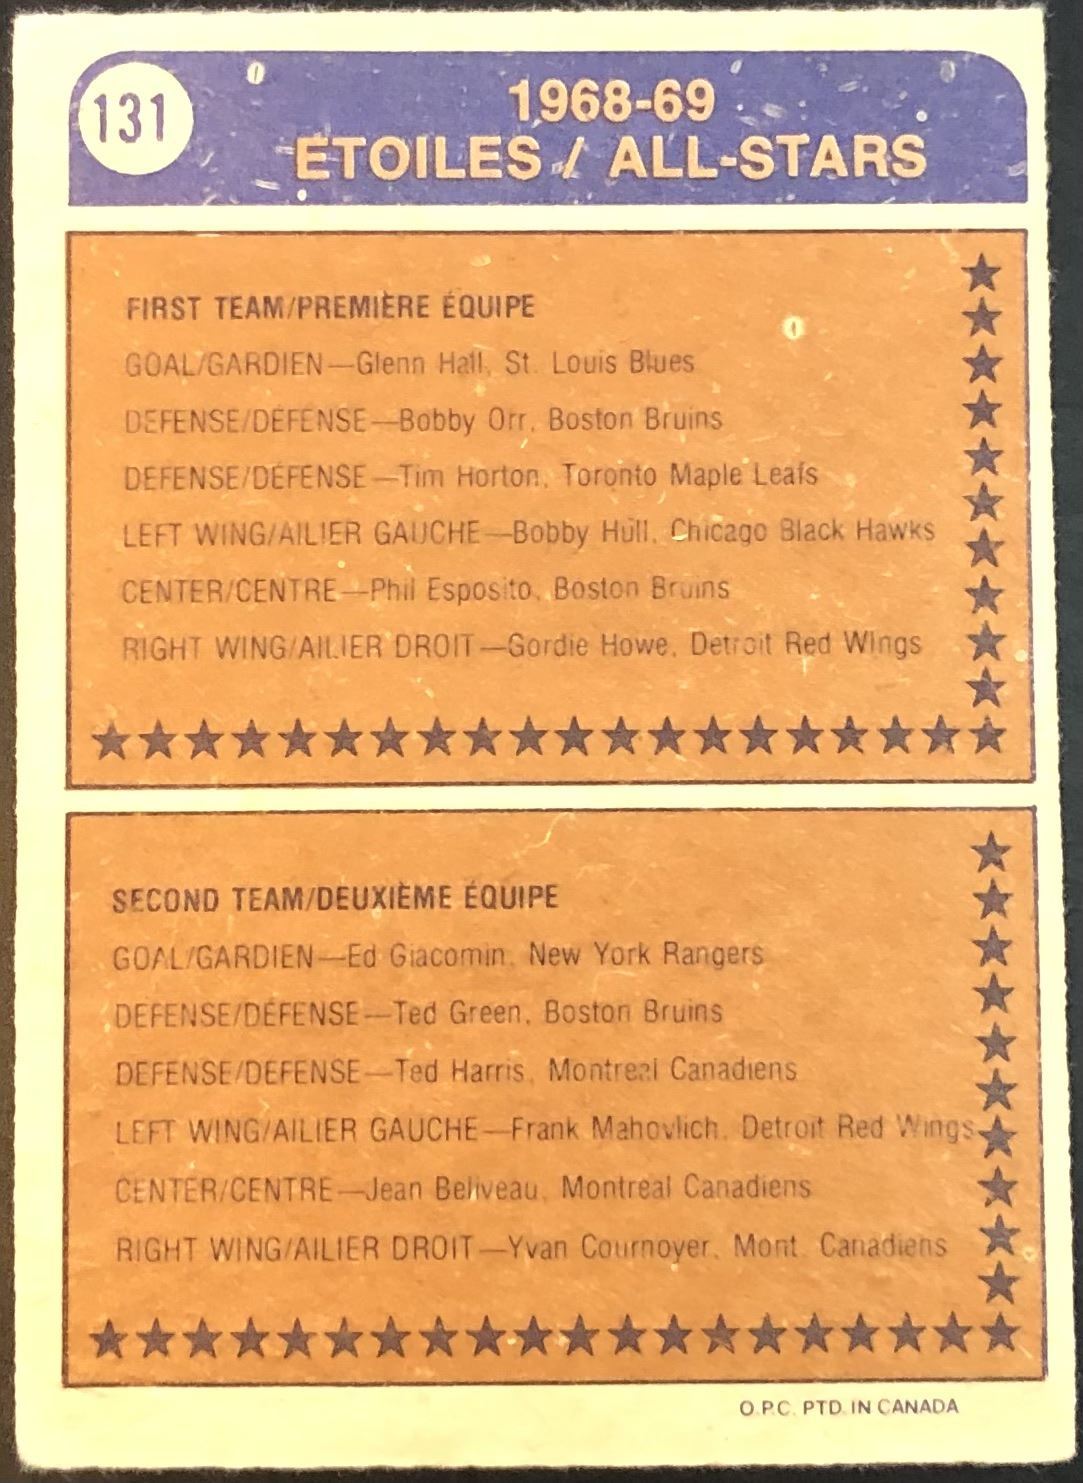 131
1968-69
ÉTOILES / ALL-STARS
FIRST TEAM/PREMIÈRE ÉQUIPE
GOAL/GARDIEN—Glenn Hall, St. Louis Blues
DEFENSE/DÉFENSE—Bobby Orr, Boston Bruins
DEFENSE/DÉFENSE—Tim Horton, Toronto Maple Leafs
LEFT WING/AILIER GAUCHE—Bobby Hull, Chicago Black Hawks
CENTER/CENTRE—Phil Esposito, Boston Bruins
RIGHT WING/AILIER DROIT—Gordie Howe, Detroit Red Wings
SECOND TEAM/DEUXIÈME ÉQUIPE
GOAL/GARDIEN—Ed Giacomin, New York Rangers
DEFENSE/DÉFENSE—Ted Green, Boston Bruins
DEFENSE/DÉFENSE—Ted Harris, Montreal Canadiens
LEFT WING/AILIER GAUCHE—Frank Mahovlich, Detroit Red Wings
CENTER/CENTRE—Jean Beliveau, Montreal Canadiens
RIGHT WING/AILIER DROIT—Yvan Cournoyer, Mont. Canadiens
O.P.C. PTD. IN CANADA